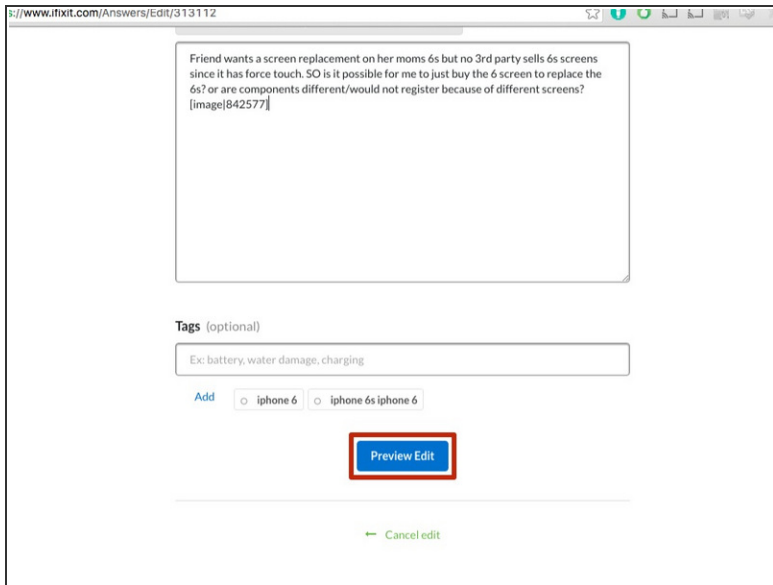 s://www.ifixit.com/Answers/Edit/313112
Friend wants a screen replacement on her moms 6s but no 3rd party sells 6s screens
since it has force touch. SO is it possible for me to just buy the 6 screen to replace the
6s? or are components different/would not register because of different screens?
[image|842577]
Tags (optional)
Ex: battery, water damage, charging
Add iphone 6 iphone 6s iphone 6
Preview Edit
← Cancel edit